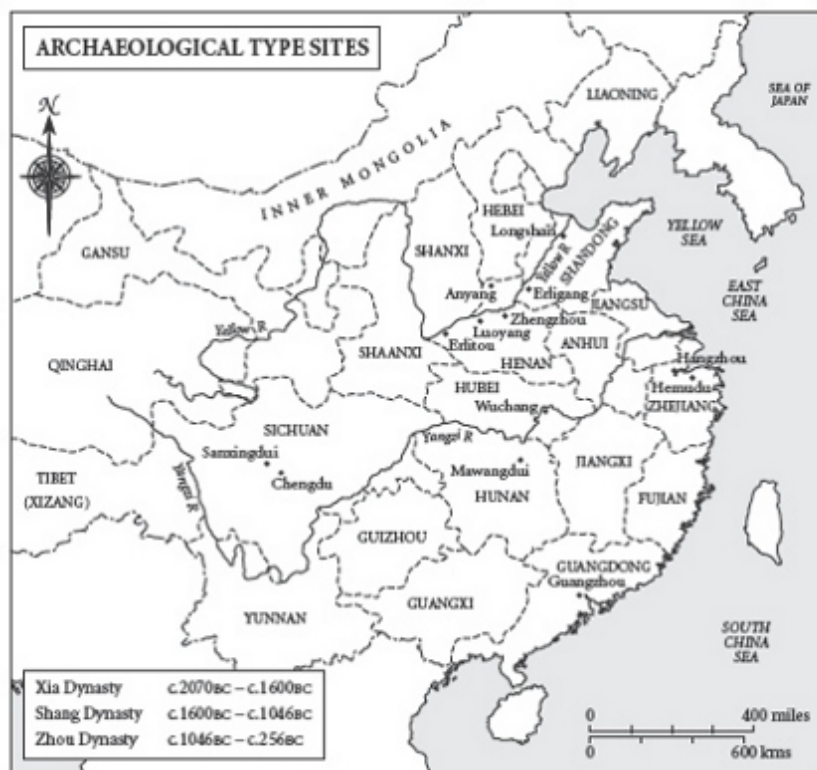 ARCHAEOLOGICAL TYPE SITES
N
SEA OF
JAPAN
LIAONING
INNER MONGOLIA
HEBEI
Longshan
SHANXI
Yellow R
SHANDONG
YELLOW
SEA
GANSU
Anyang
Erligang
JIANGSU
EAST
CHINA
SEA
Yellow R
Zhengzhou
Luoyang
Erlitou
ANHUI
SHAANXI
HENAN
QINGHAI
Hangzhou
HUBEI
Hemudu
Wuchang
ZHEJIANG
SICHUAN
Yangzi R
Sanxingdui
Chengdu
Mawangdui
JIANGXI
TIBET
(XIZANG)
Yangzi R
HUNAN
FUJIAN
GUIZHOU
GUANGDONG
Guangzhou
YUNNAN
GUANGXI
SOUTH
CHINA
SEA
Xia Dynasty c.2070BC – c.1600BC
Shang Dynasty c.1600BC – c.1046BC
Zhou Dynasty c.1046BC – c.256BC
0 400 miles
0 600 kms